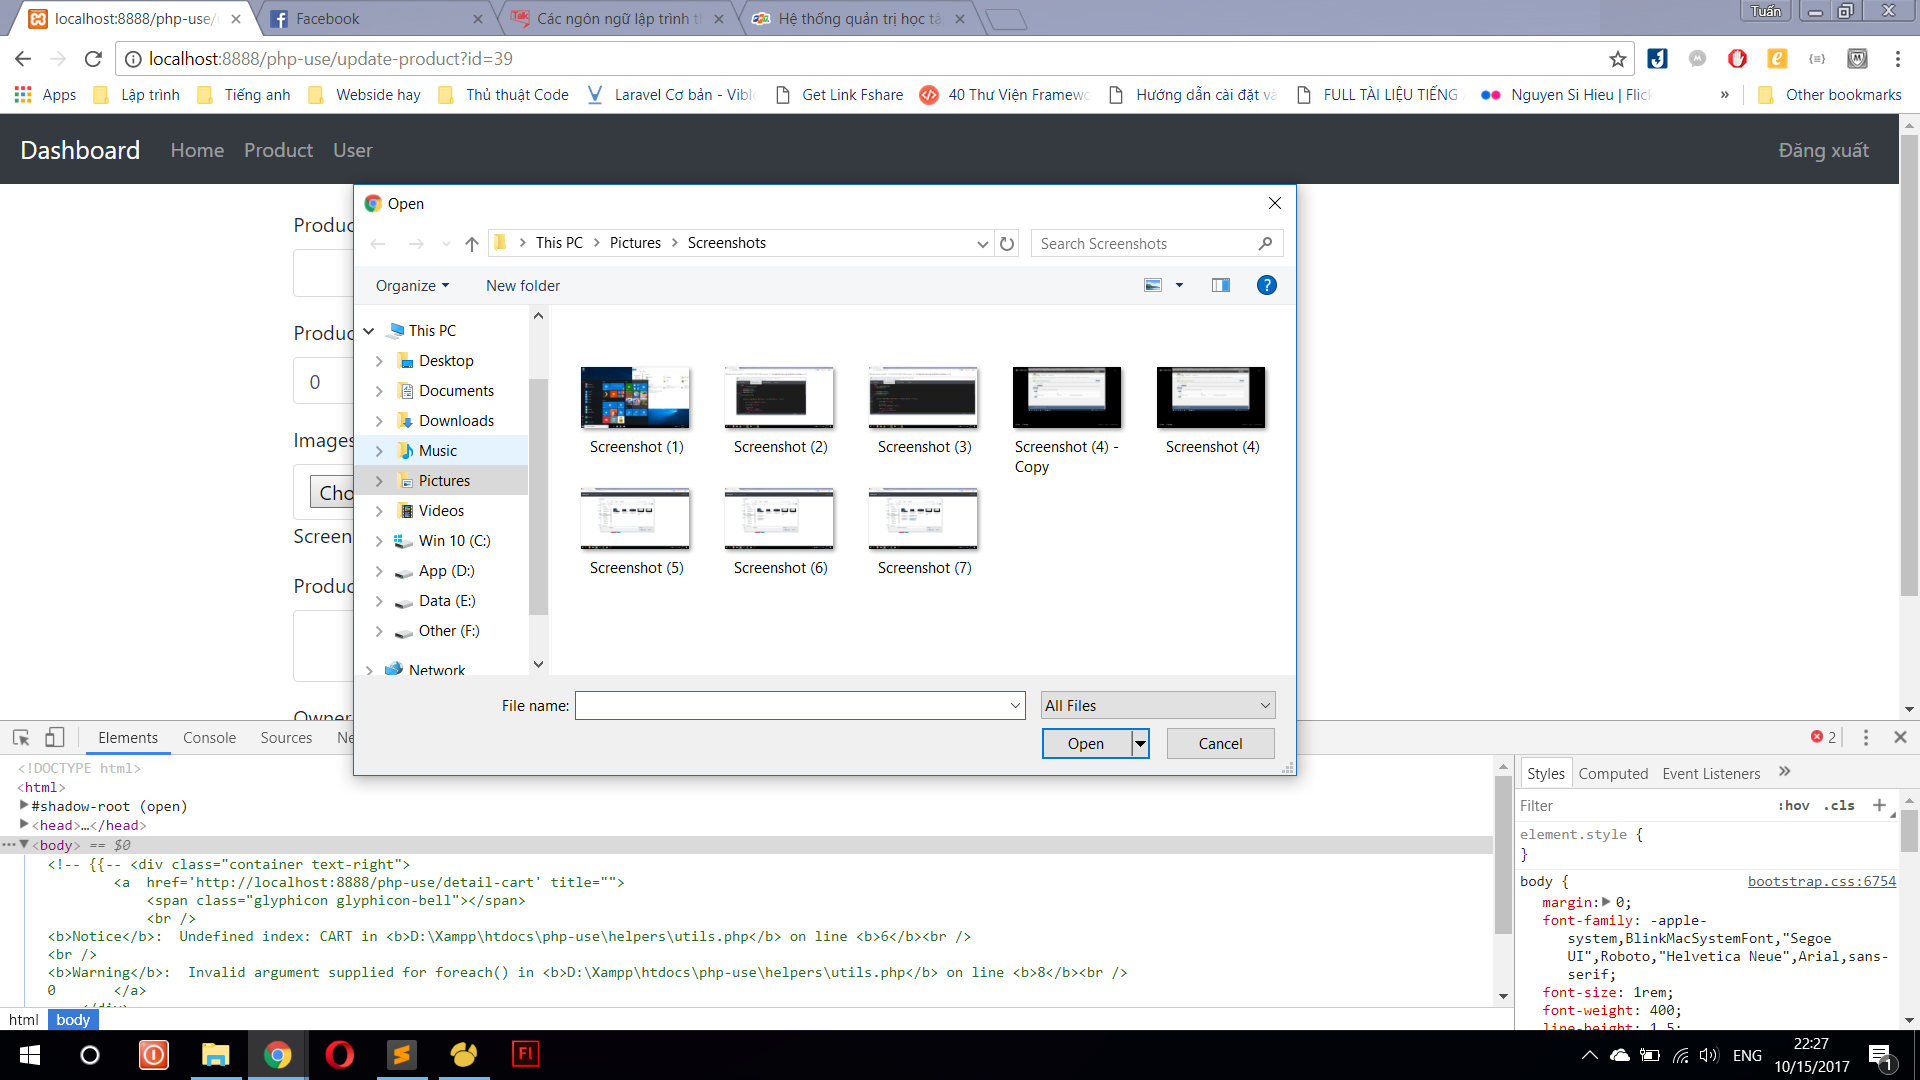 localhost:8888/php-use/u
Facebook
Các ngôn ngữ lập trình t
Hệ thống quản trị học tậ
Tuấn
localhost:8888/php-use/update-product?id=39
Apps
Lập trình
Tiếng anh
Webside hay
Thủ thuật Code
Laravel Cơ bản - Vibl
Get Link Fshare
40 Thư Viện Framewo
Hướng dẫn cài đặt và
FULL TÀI LIỆU TIẾNG
Nguyen Si Hieu | Flick
»
Other bookmarks
Dashboard
Home
Product
User
Đăng xuất
Produc
Produc
0
Images
Cho
Screen
Produc
Owner
Open
This PC
Pictures
Screenshots
Search Screenshots
Organize
New folder
This PC
Desktop
Documents
Downloads
Music
Pictures
Videos
Win 10 (C:)
App (D:)
Data (E:)
Other (F:)
Network
Screenshot (1)
Screenshot (2)
Screenshot (3)
Screenshot (4) - Copy
Screenshot (4)
Screenshot (5)
Screenshot (6)
Screenshot (7)
File name:
All Files
Open
Cancel
Elements
Console
Sources
Ne
2
<!DOCTYPE html>
<html>
#shadow-root (open)
<head>…</head>
<body> == $0
<!-- {{-- <div class="container text-right">
<a  href='http://localhost:8888/php-use/detail-cart' title="">
<span class="glyphicon glyphicon-bell"></span>
<br />
<b>Notice</b>:  Undefined index: CART in <b>D:\Xampp\htdocs\php-use\helpers\utils.php</b> on line <b>6</b><br />
<br />
<b>Warning</b>:  Invalid argument supplied for foreach() in <b>D:\Xampp\htdocs\php-use\helpers\utils.php</b> on line <b>8</b><br />
0       </a>
</div>
html
body
Styles
Computed
Event Listeners
»
Filter
:hov
.cls
+
element.style {
}
body {
bootstrap.css:6754
margin: 0;
font-family: -apple-
system,BlinkMacSystemFont,"Segoe
UI",Roboto,"Helvetica Neue",Arial,sans-
serif;
font-size: 1rem;
font-weight: 400;
line-height: 1.5;
Fl
ENG
22:27
10/15/2017
1